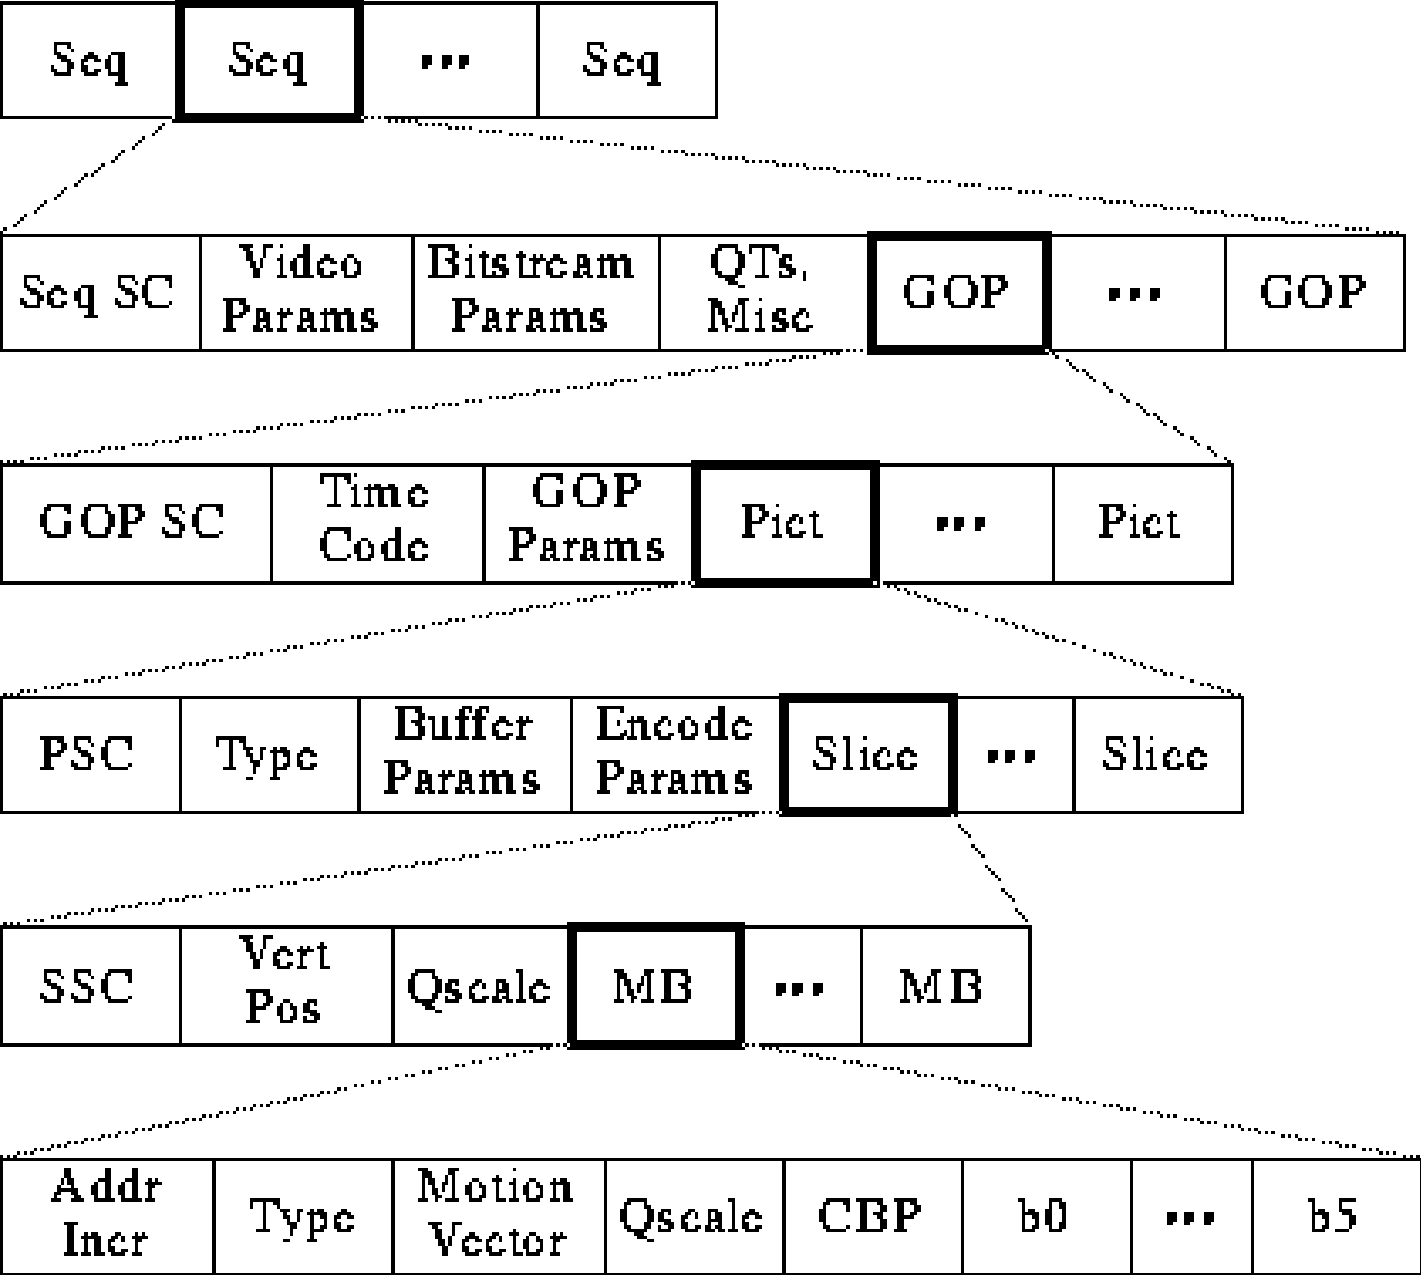 Seq Seq ... Seq
Seq SC Video Params Bitstream Params QTs, Misc GOP ... GOP
GOP SC Time Code GOP Params Pict ... Pict
PSC Type Buffer Params Encode Params Slice ... Slice
SSC Vert Pos Qscale MB ... MB
Addr Incr Type Motion Vector Qscale CBP b0 ... b5